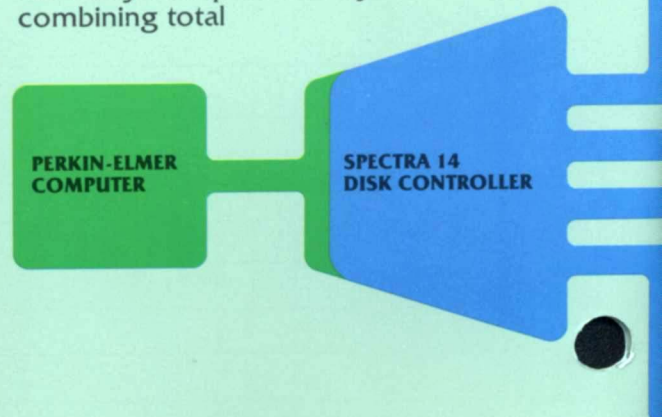 combining total
PERKIN-ELMER
COMPUTER
SPECTRA 14
DISK CONTROLLER